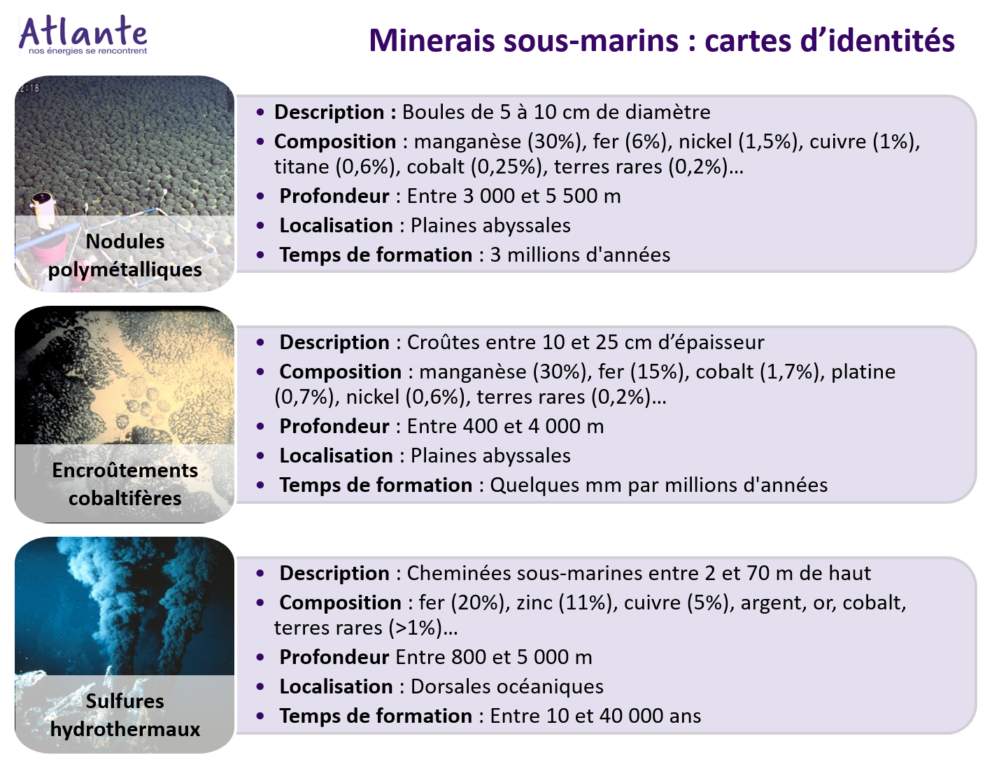 Atlante
nos énergies se rencontrent
Minerais sous-marins : cartes d’identités
2:18
Nodules
polymétalliques
• Description : Boules de 5 à 10 cm de diamètre
• Composition : manganèse (30%), fer (6%), nickel (1,5%), cuivre (1%),
titane (0,6%), cobalt (0,25%), terres rares (0,2%)…
• Profondeur : Entre 3 000 et 5 500 m
• Localisation : Plaines abyssales
• Temps de formation : 3 millions d'années
Encroûtements
cobaltifères
• Description : Croûtes entre 10 et 25 cm d’épaisseur
• Composition : manganèse (30%), fer (15%), cobalt (1,7%), platine
(0,7%), nickel (0,6%), terres rares (0,2%)…
• Profondeur : Entre 400 et 4 000 m
• Localisation : Plaines abyssales
• Temps de formation : Quelques mm par millions d'années
Sulfures
hydrothermaux
• Description : Cheminées sous-marines entre 2 et 70 m de haut
• Composition : fer (20%), zinc (11%), cuivre (5%), argent, or, cobalt,
terres rares (>1%)…
• Profondeur Entre 800 et 5 000 m
• Localisation : Dorsales océaniques
• Temps de formation : Entre 10 et 40 000 ans